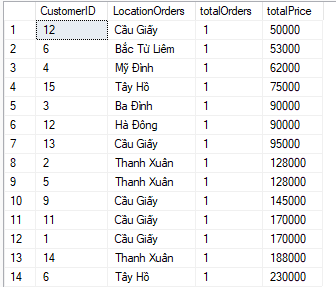 CustomerID LocationOrders totalOrders totalPrice
1 12 Cầu Giấy 1 50000
2 6 Bắc Từ Liêm 1 53000
3 4 Mỹ Đình 1 62000
4 15 Tây Hồ 1 75000
5 3 Ba Đình 1 90000
6 12 Hà Đông 1 90000
7 13 Cầu Giấy 1 95000
8 2 Thanh Xuân 1 128000
9 5 Thanh Xuân 1 128000
10 9 Cầu Giấy 1 145000
11 11 Cầu Giấy 1 170000
12 1 Cầu Giấy 1 170000
13 14 Thanh Xuân 1 188000
14 6 Tây Hồ 1 230000